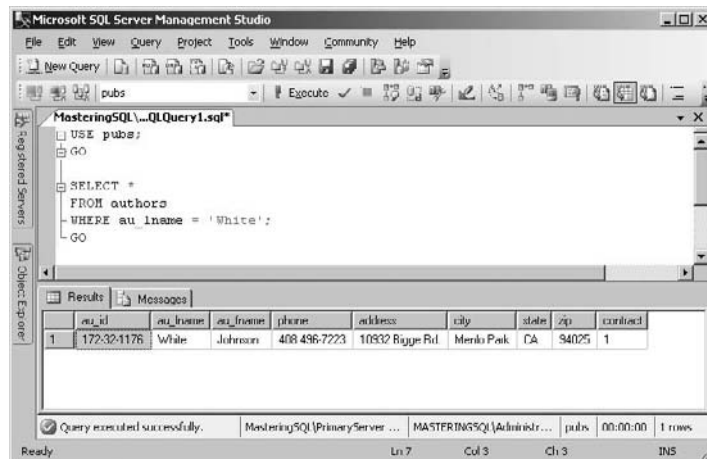 Microsoft SQL Server Management Studio
File Edit View Query Project Tools Window Community Help
New Query
pubs Execute
MasteringSQL\...QLQuery1.sql*
Registered Servers
Object Explorer
USE pubs;
GO
SELECT *
FROM authors
WHERE au_lname = 'White';
GO
Results Messages
au_id au_lname au_fname phone address city state zip contract
1 172-32-1176 White Johnson 408 496-7223 10932 Bigge Rd. Menlo Park CA 94025 1
Query executed successfully. MasteringSQL\PrimaryServer ... MASTERINGSQL\Administr... pubs 00:00:00 1 rows
Ready Ln 7 Col 3 Ch 3 INS